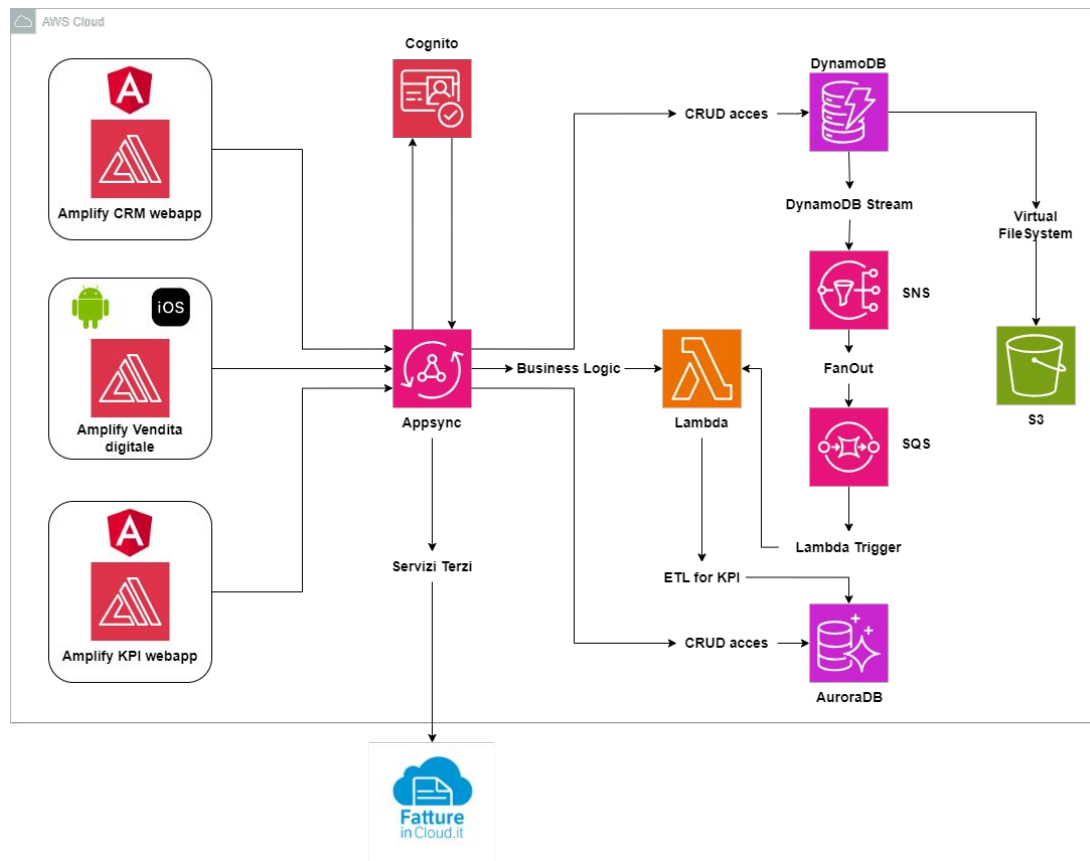 AWS Cloud
Cognito
DynamoDB
CRUD acces
Amplify CRM webapp
DynamoDB Stream
Virtual
FileSystem
iOS
SNS
Business Logic
FanOut
Amplify Vendita
digitale
Appsync
Lambda
S3
SQS
Lambda Trigger
Servizi Terzi
ETL for KPI
CRUD acces
Amplify KPI webapp
AuroraDB
Fatture
in Cloud.it